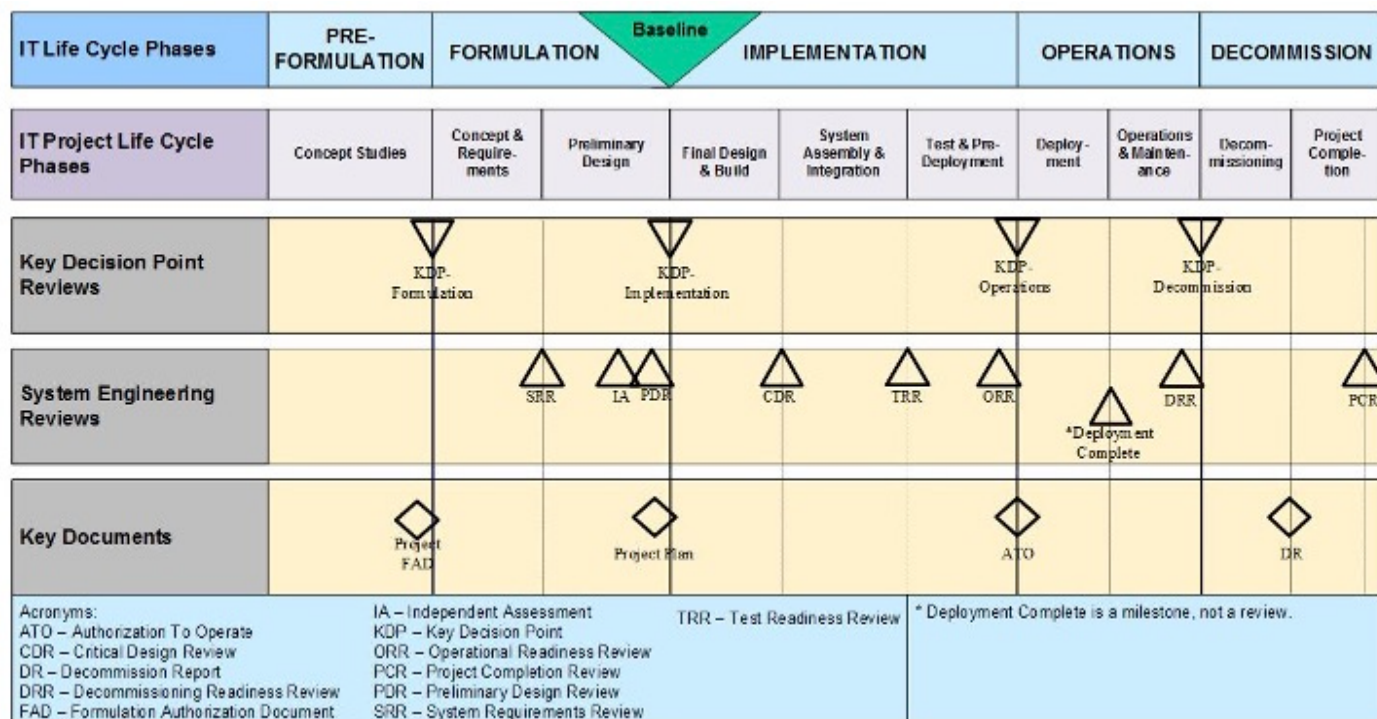 Baseline
IT Life Cycle Phases
PRE-
FORMULATION
FORMULATION
IMPLEMENTATION
OPERATIONS
DECOMMISSION
IT Project Life Cycle
Phases
Concept Studies
Concept &
Require-
ments
Preliminary
Design
Final Design
& Build
System
Assembly &
Integration
Test & Pre-
Deployment
Deploy-
ment
Operations
& Mainten-
ance
Decom-
missioning
Project
Comple-
tion
Key Decision Point
Reviews
KDP-
Formulation
KDP-
Implementation
KDP-
Operations
KDP-
Decommission
System Engineering
Reviews
SRR
IA
PDR
CDR
TRR
ORR
*Deployment
Complete
DRR
PCR
Key Documents
Project
FAD
Project Plan
ATO
DR
Acronyms:
ATO – Authorization To Operate
CDR – Critical Design Review
DR – Decommission Report
DRR – Decommissioning Readiness Review
FAD – Formulation Authorization Document
IA – Independent Assessment
KDP – Key Decision Point
ORR – Operational Readiness Review
PCR – Project Completion Review
PDR – Preliminary Design Review
SRR – System Requirements Review
TRR – Test Readiness Review
* Deployment Complete is a milestone, not a review.